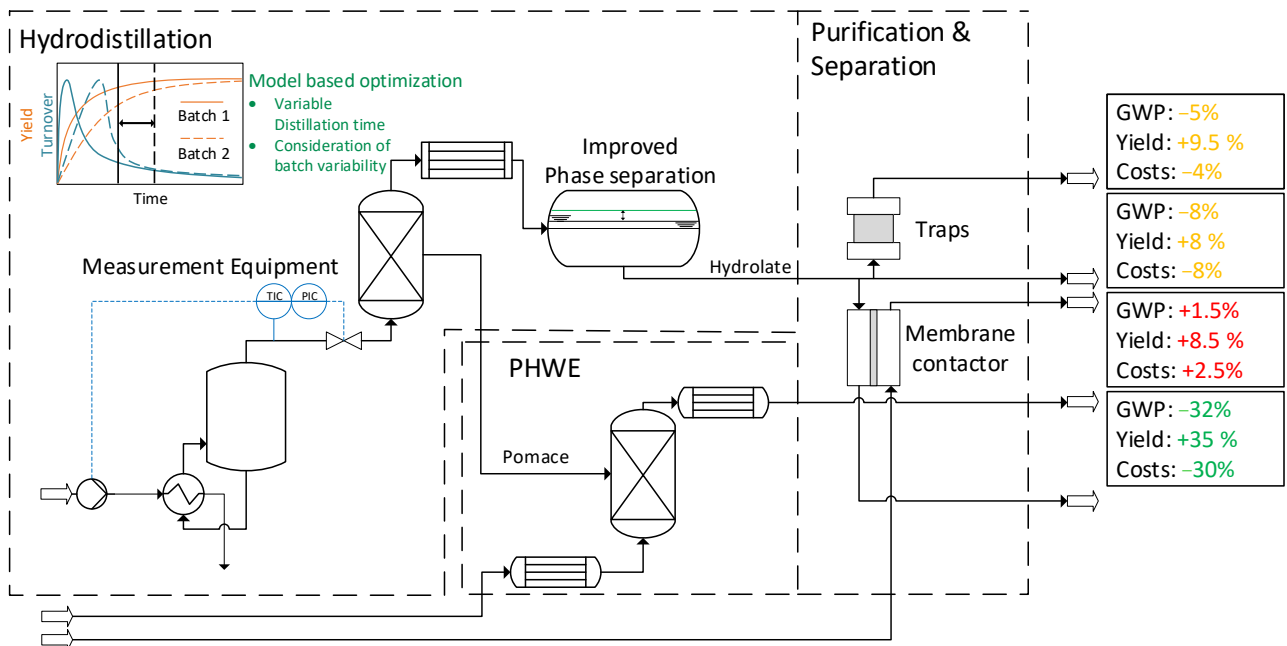 Hydrodistillation
Yield
Turnover
Batch 1
Batch 2
Time
Model based optimization
• Variable
Distillation time
• Consideration of
batch variability
Improved
Phase separation
Hydrolate
Measurement Equipment
TIC
PIC
PHWE
Pomace
Purification &
Separation
Traps
Membrane
contactor
GWP: –5%
Yield: +9.5 %
Costs: –4%
GWP: –8%
Yield: +8 %
Costs: –8%
GWP: +1.5%
Yield: +8.5 %
Costs: +2.5%
GWP: –32%
Yield: +35 %
Costs: –30%